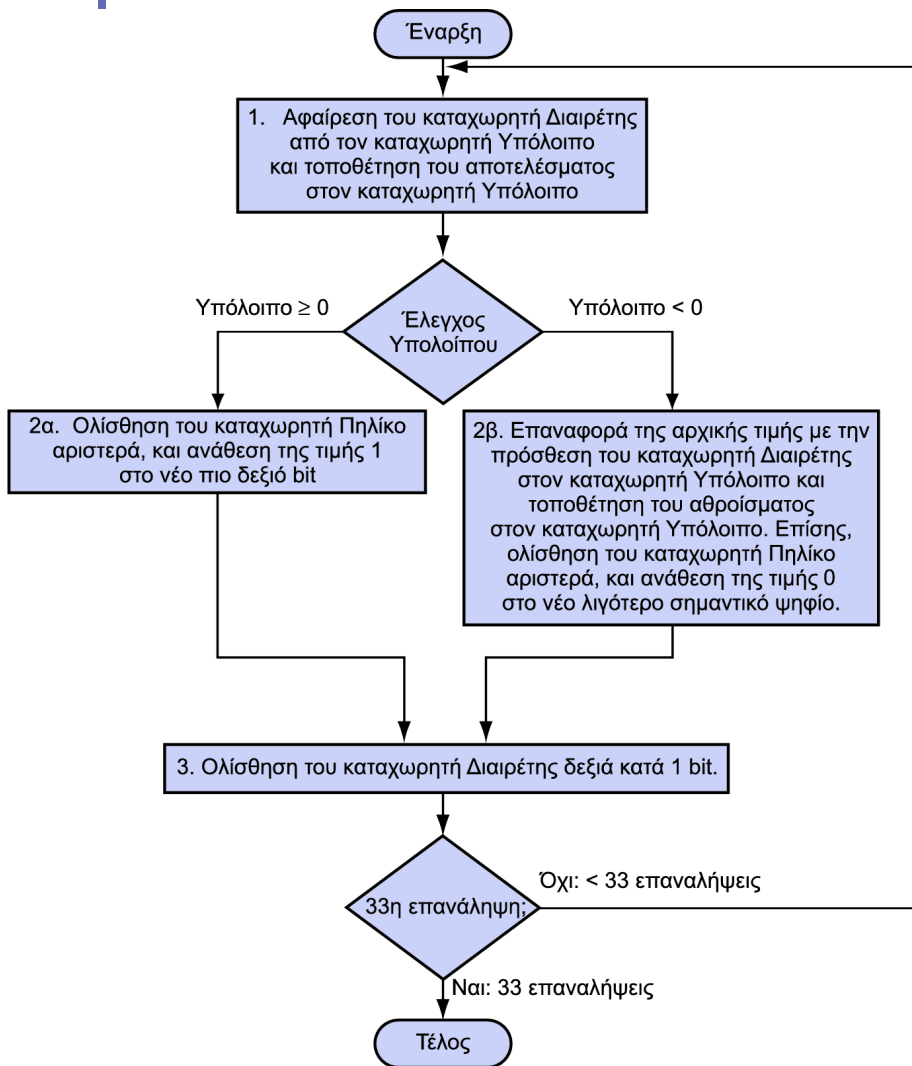 Έναρξη
1. Αφαίρεση του καταχωρητή Διαιρέτης
από τον καταχωρητή Υπόλοιπο
και τοποθέτηση του αποτελέσματος
στον καταχωρητή Υπόλοιπο
Υπόλοιπο ≥ 0
Υπόλοιπο < 0
Έλεγχος
Υπολοίπου
2α. Ολίσθηση του καταχωρητή Πηλίκο
αριστερά, και ανάθεση της τιμής 1
στο νέο πιο δεξιό bit
2β. Επαναφορά της αρχικής τιμής με την
πρόσθεση του καταχωρητή Διαιρέτης
στον καταχωρητή Υπόλοιπο και
τοποθέτηση του αθροίσματος
στον καταχωρητή Υπόλοιπο. Επίσης,
ολίσθηση του καταχωρητή Πηλίκο
αριστερά, και ανάθεση της τιμής 0
στο νέο λιγότερο σημαντικό ψηφίο.
3. Ολίσθηση του καταχωρητή Διαιρέτης δεξιά κατά 1 bit.
33η επανάληψη;
Όχι: < 33 επαναλήψεις
Ναι: 33 επαναλήψεις
Τέλος